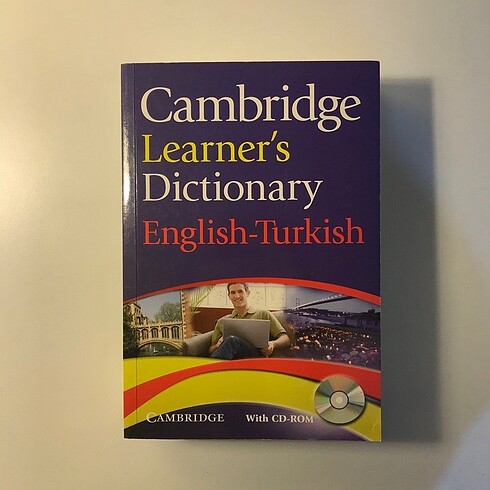 Cambridge
Learner's
Dictionary
English-Turkish
CAMBRIDGE With CD-ROM